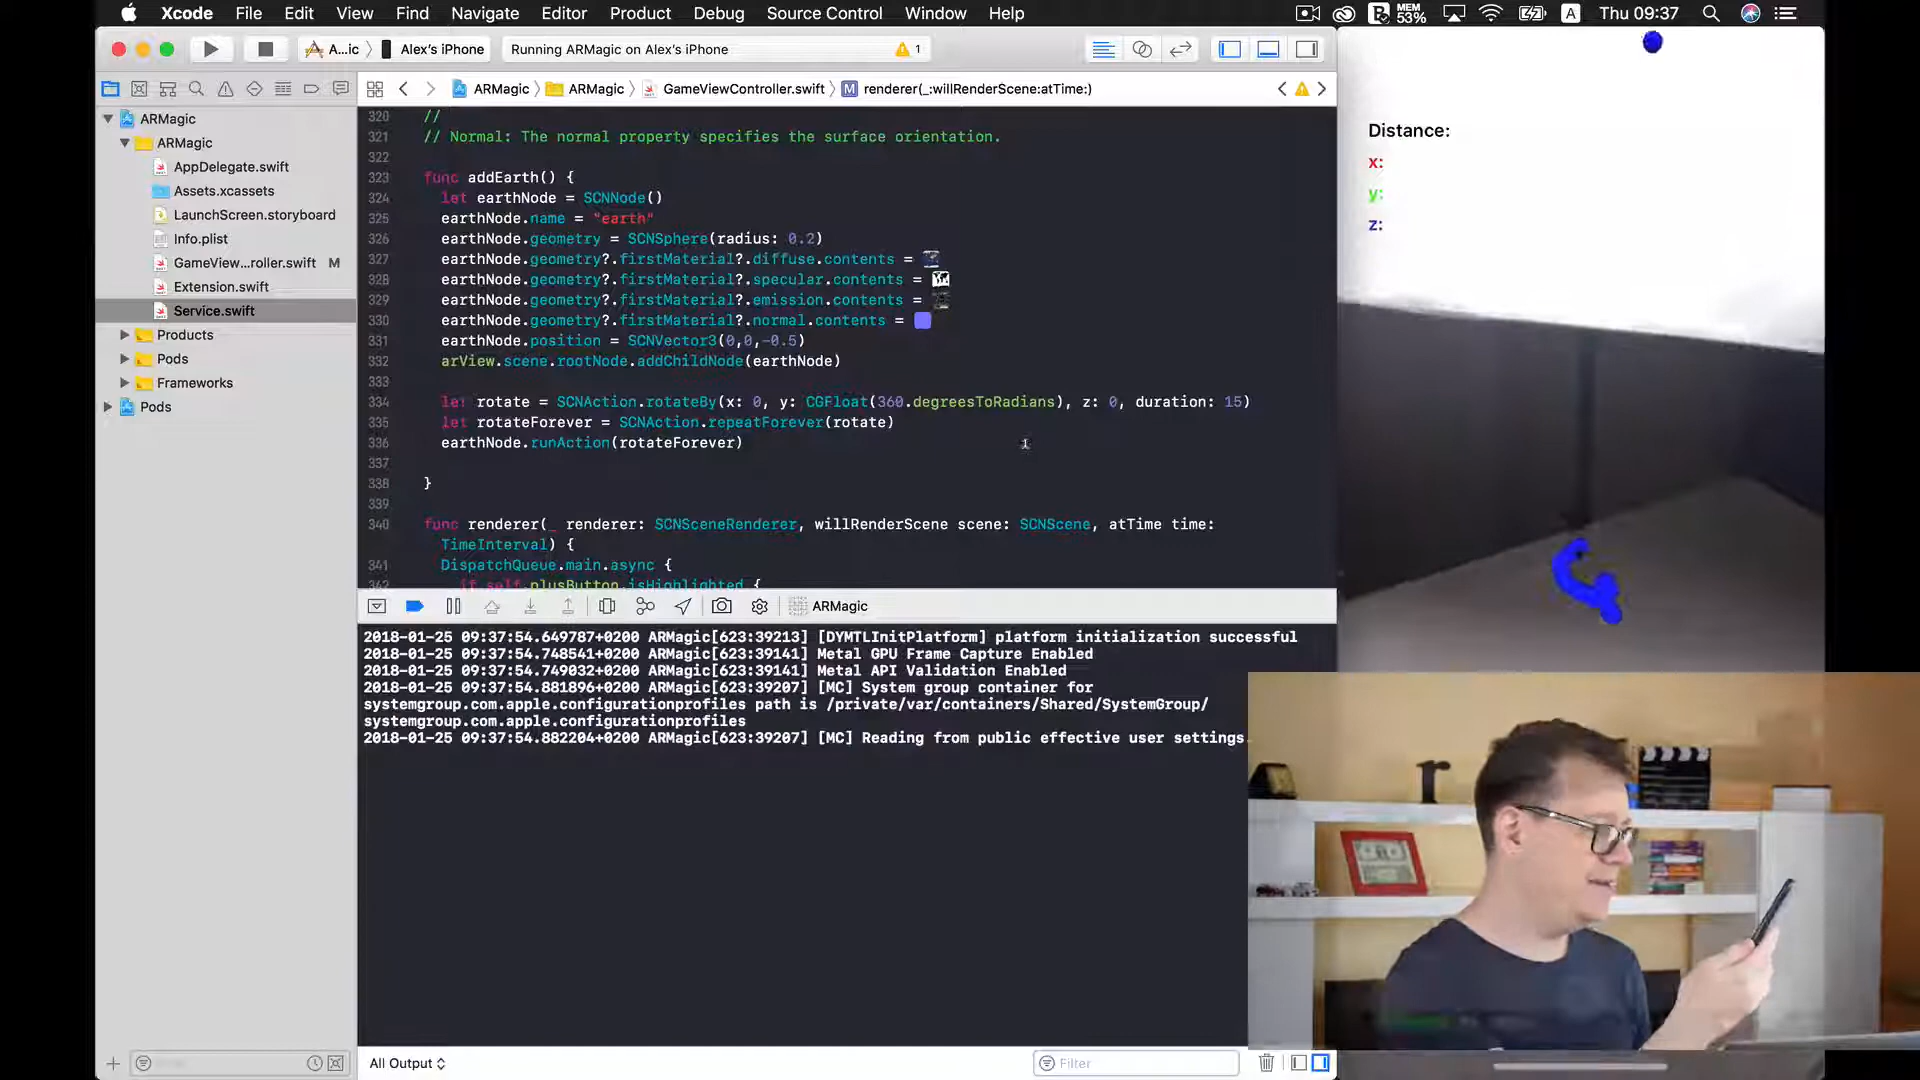 Xcode File Edit View Find Navigate Editor Product Debug Source Control Window Help MEM 53% A Thu 09:37
A...ic Alex's iPhone Running ARMagic on Alex's iPhone 1
ARMagic ARMagic GameViewController.swift M renderer(_:willRenderScene:atTime:)
ARMagic
ARMagic
AppDelegate.swift
Assets.xcassets
LaunchScreen.storyboard
Info.plist
GameView...roller.swift M
Extension.swift
Service.swift
Products
Pods
Frameworks
Pods
320 //
321 // Normal: The normal property specifies the surface orientation.
322
323 func addEarth() {
324 let earthNode = SCNNode()
325 earthNode.name = "earth"
326 earthNode.geometry = SCNSphere(radius: 0.2)
327 earthNode.geometry?.firstMaterial?.diffuse.contents =
328 earthNode.geometry?.firstMaterial?.specular.contents =
329 earthNode.geometry?.firstMaterial?.emission.contents =
330 earthNode.geometry?.firstMaterial?.normal.contents =
331 earthNode.position = SCNVector3(0,0,-0.5)
332 arView.scene.rootNode.addChildNode(earthNode)
333
334 let rotate = SCNAction.rotateBy(x: 0, y: CGFloat(360.degreesToRadians), z: 0, duration: 15)
335 let rotateForever = SCNAction.repeatForever(rotate)
336 earthNode.runAction(rotateForever)
337
338 }
339
340 func renderer(_ renderer: SCNSceneRenderer, willRenderScene scene: SCNScene, atTime time:
TimeInterval) {
341 DispatchQueue.main.async {
342 if self.plusButton.isHighlighted {
ARMagic
2018-01-25 09:37:54.649787+0200 ARMagic[623:39213] [DYMTLInitPlatform] platform initialization successful
2018-01-25 09:37:54.748541+0200 ARMagic[623:39141] Metal GPU Frame Capture Enabled
2018-01-25 09:37:54.749032+0200 ARMagic[623:39141] Metal API Validation Enabled
2018-01-25 09:37:54.881896+0200 ARMagic[623:39207] [MC] System group container for
systemgroup.com.apple.configurationprofiles path is /private/var/containers/Shared/SystemGroup/
systemgroup.com.apple.configurationprofiles
2018-01-25 09:37:54.882204+0200 ARMagic[623:39207] [MC] Reading from public effective user settings.
All Output Filter
Distance:
x:
y:
z:
r